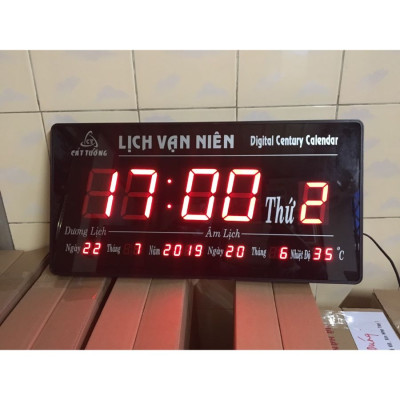 CÁT TƯỜNG
LỊCH VẠN NIÊN Digital Centary Calendar
17:00 Thứ 2
Dương Lịch Âm Lịch
Ngày 22 Tháng 7 Năm 2019 Ngày 20 Tháng 6 Nhiệt Độ 35°C